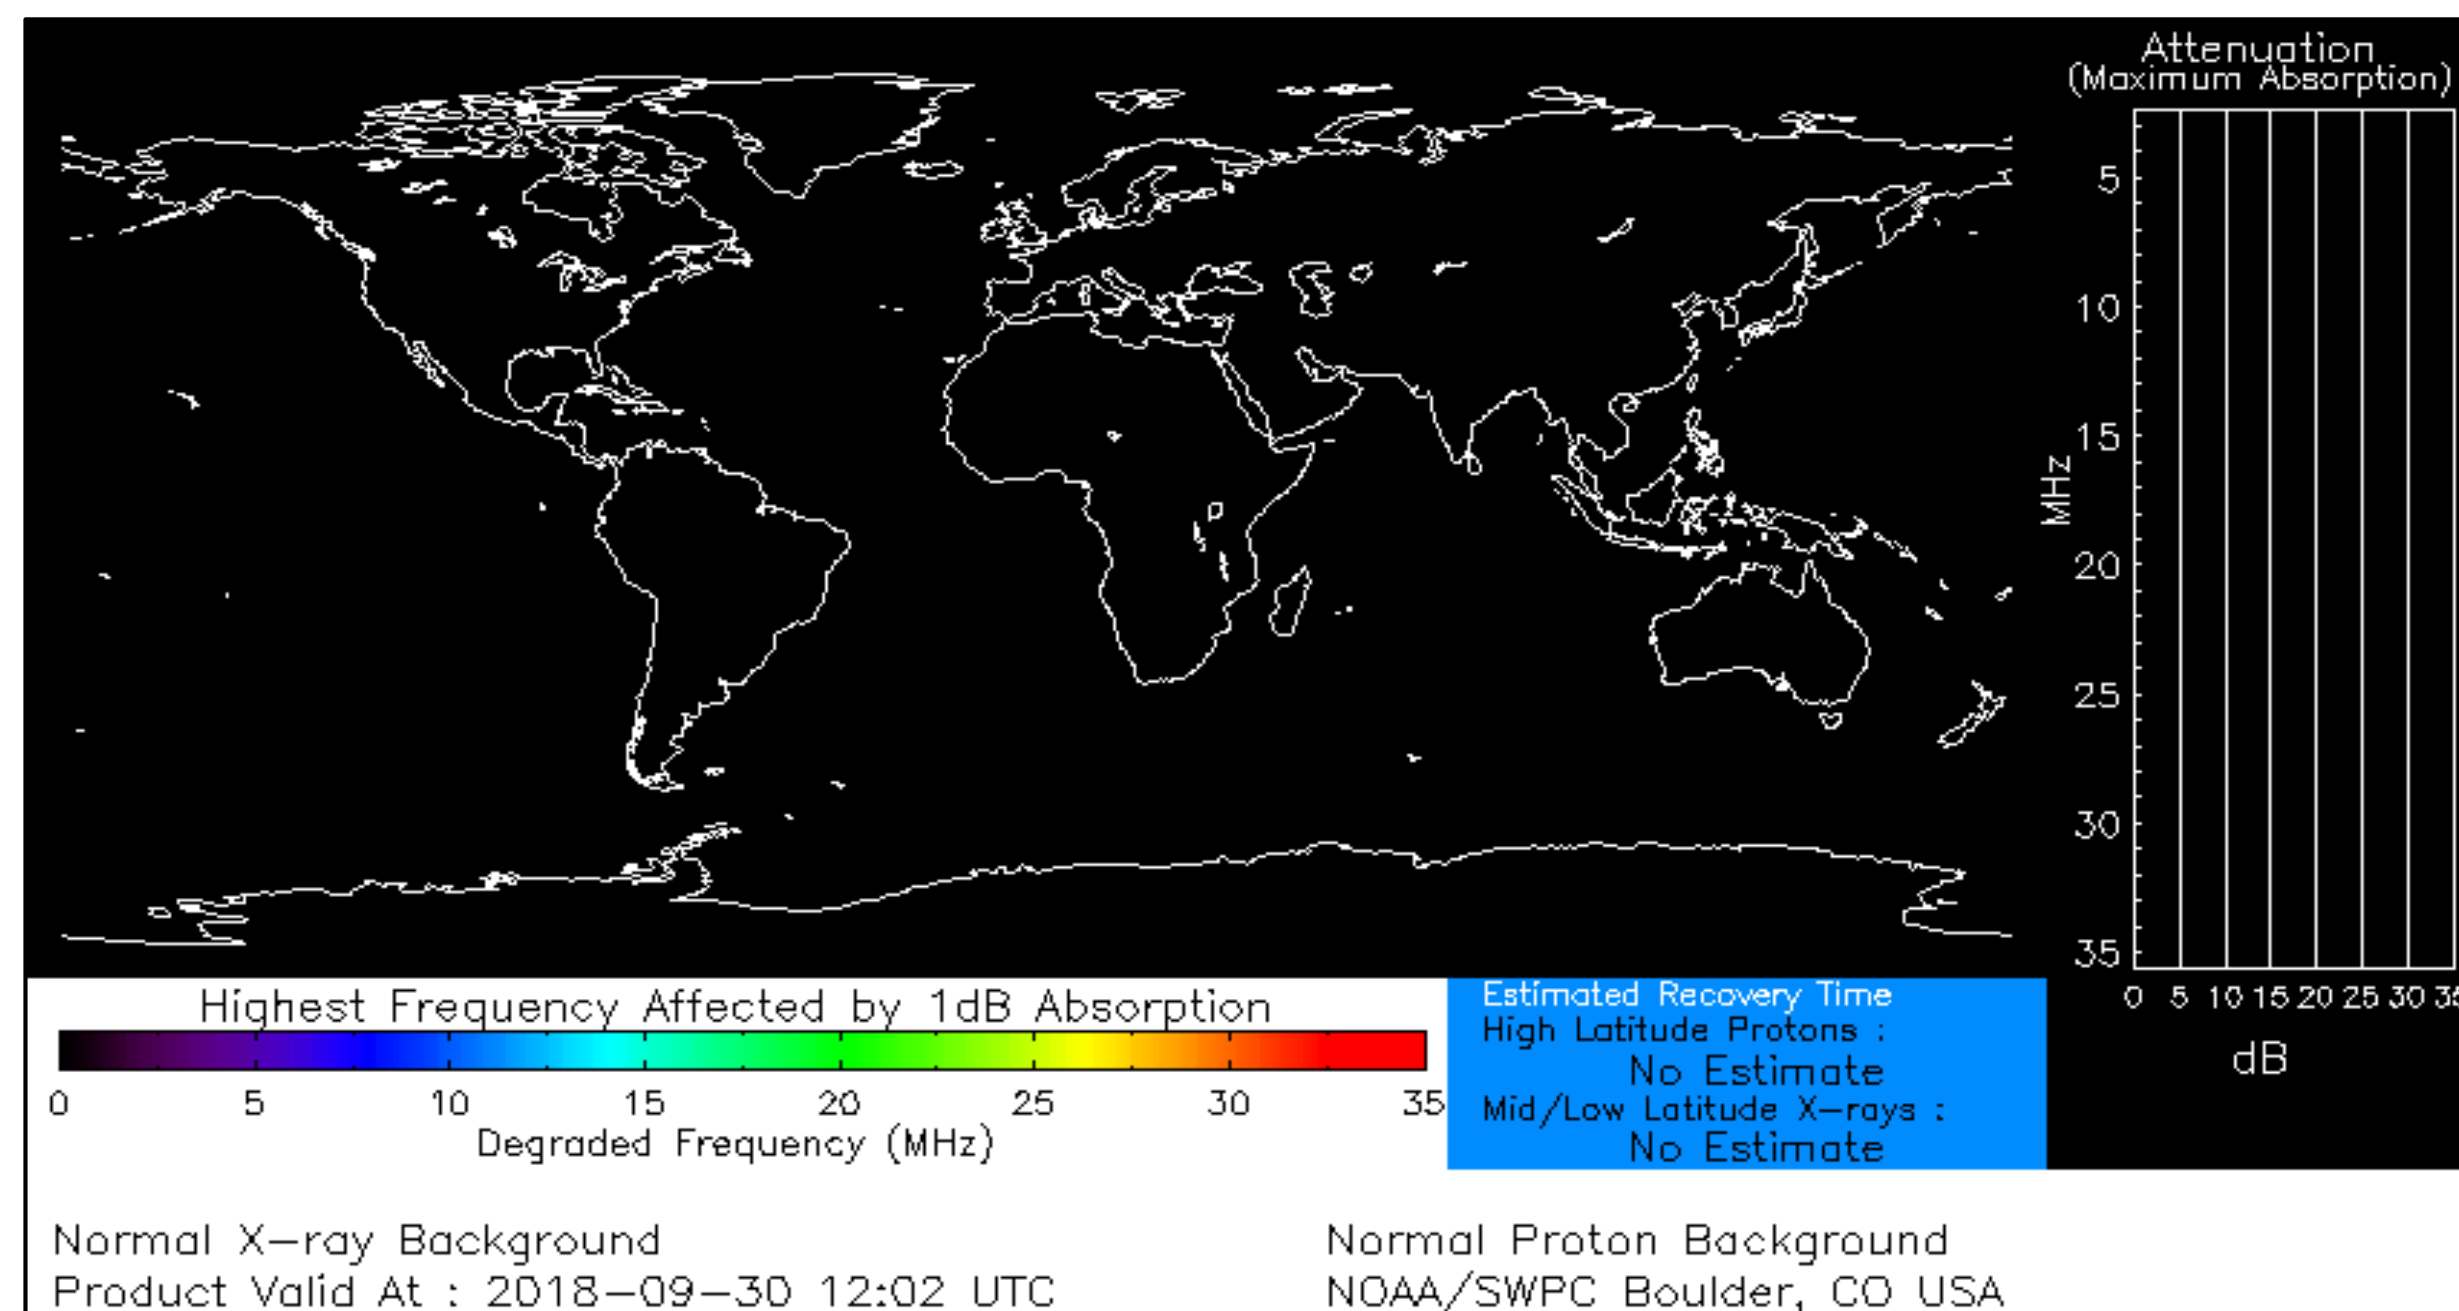 Attenuation
(Maximum Absorption)
5
10
15
20
25
30
35
MHz
0 5 10 15 20 25 30 35
dB
Highest Frequency Affected by 1dB Absorption
0 5 10 15 20 25 30 35
Degraded Frequency (MHz)
Estimated Recovery Time
High Latitude Protons :
No Estimate
Mid/Low Latitude X-rays :
No Estimate
Normal X-ray Background
Normal Proton Background
Product Valid At : 2018-09-30 12:02 UTC
NOAA/SWPC Boulder, CO USA